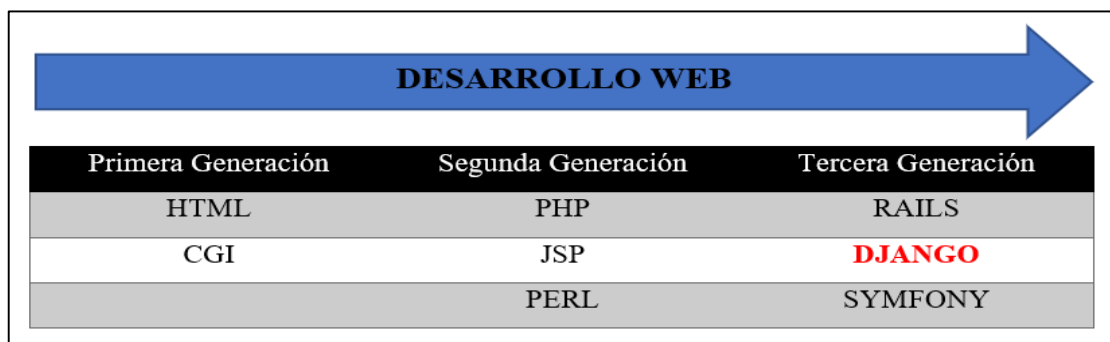 DESARROLLO WEB
Primera Generación Segunda Generación Tercera Generación
HTML PHP RAILS
CGI JSP DJANGO
PERL SYMFONY